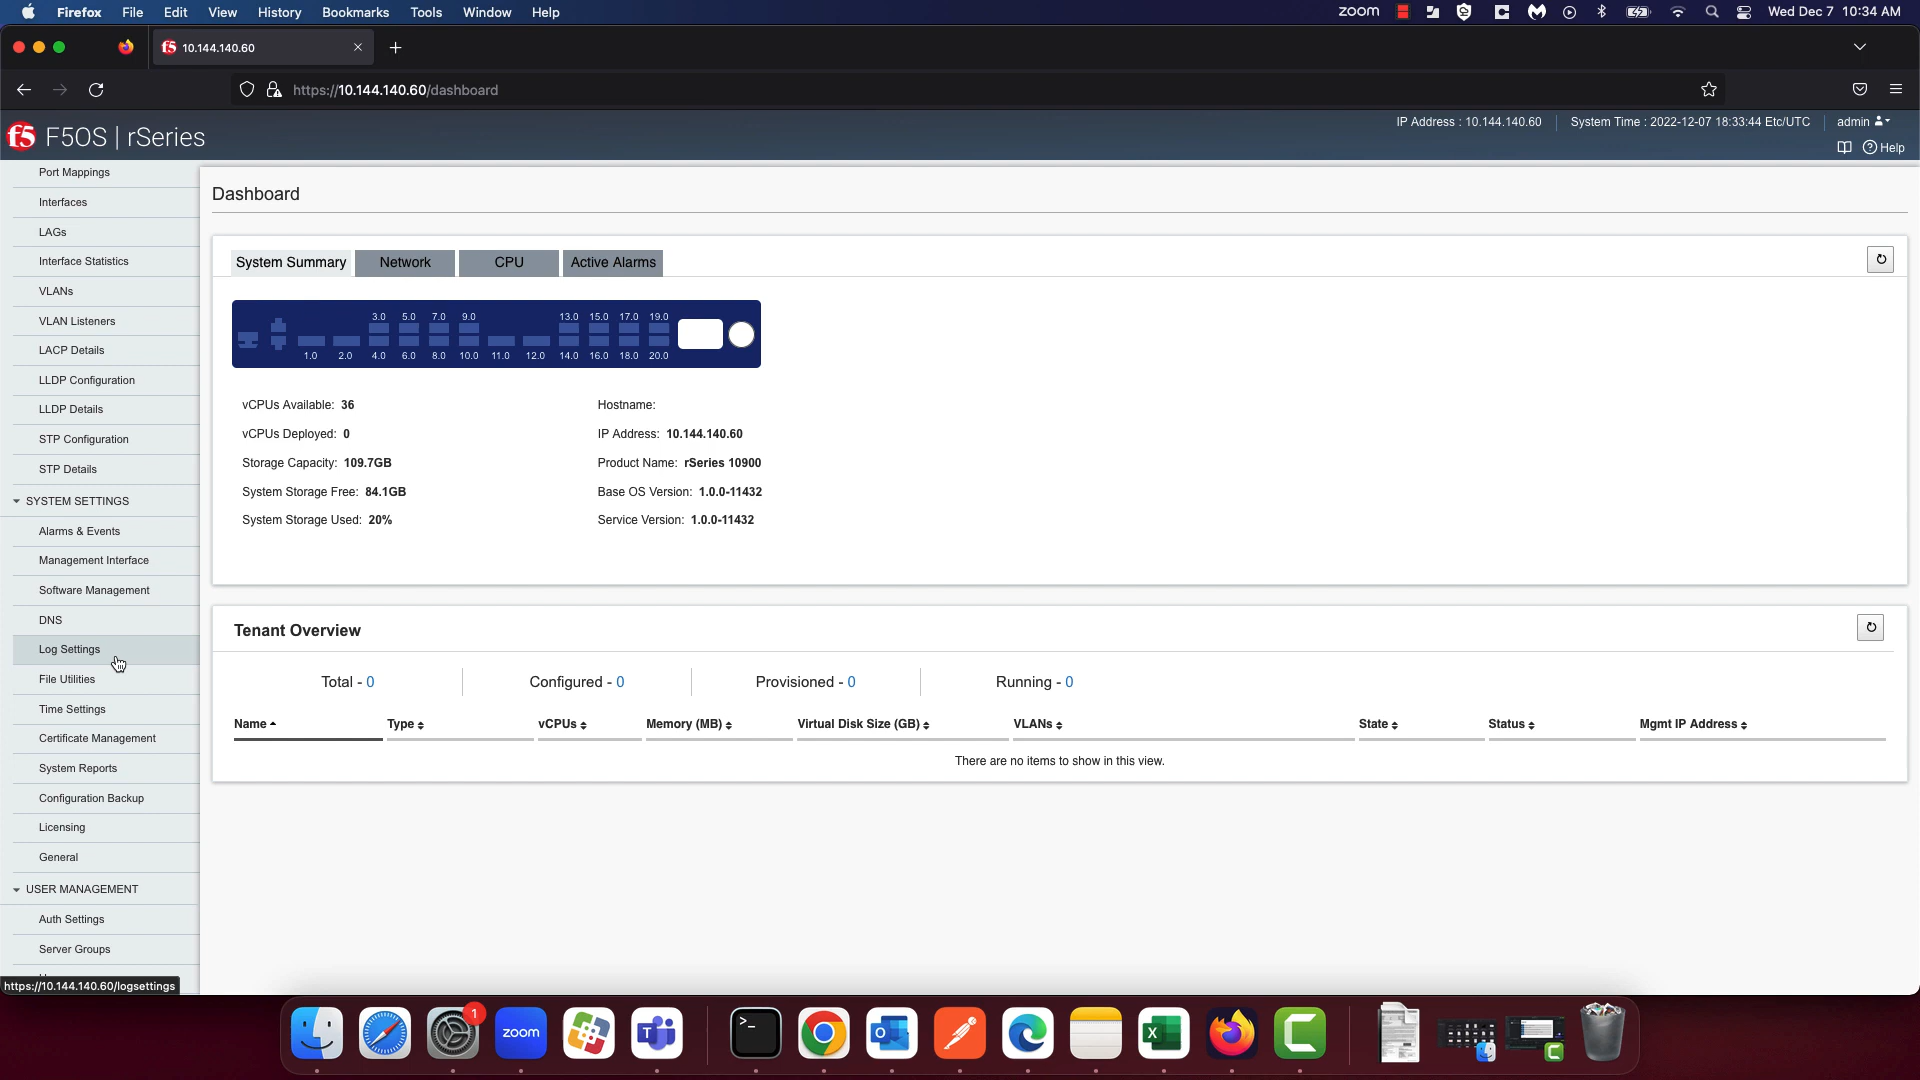 Firefox File Edit View History Bookmarks Tools Window Help
zoom
Wed Dec 7 10:34 AM
10.144.140.60
https://10.144.140.60/dashboard
f5 F5OS | rSeries
IP Address : 10.144.140.60
System Time : 2022-12-07 18:33:44 Etc/UTC
admin
Help
Port Mappings
Interfaces
LAGs
Interface Statistics
VLANs
VLAN Listeners
LACP Details
LLDP Configuration
LLDP Details
STP Configuration
STP Details
SYSTEM SETTINGS
Alarms & Events
Management Interface
Software Management
DNS
Log Settings
File Utilities
Time Settings
Certificate Management
System Reports
Configuration Backup
Licensing
General
USER MANAGEMENT
Auth Settings
Server Groups
https://10.144.140.60/logsettings
Dashboard
System Summary Network CPU Active Alarms
3.0 5.0 7.0 9.0 13.0 15.0 17.0 19.0
1.0 2.0 4.0 6.0 8.0 10.0 11.0 12.0 14.0 16.0 18.0 20.0
vCPUs Available: 36
vCPUs Deployed: 0
Storage Capacity: 109.7GB
System Storage Free: 84.1GB
System Storage Used: 20%
Hostname:
IP Address: 10.144.140.60
Product Name: rSeries 10900
Base OS Version: 1.0.0-11432
Service Version: 1.0.0-11432
Tenant Overview
Total - 0 Configured - 0 Provisioned - 0 Running - 0
Name Type vCPUs Memory (MB) Virtual Disk Size (GB) VLANs State Status Mgmt IP Address
There are no items to show in this view.
1
zoom